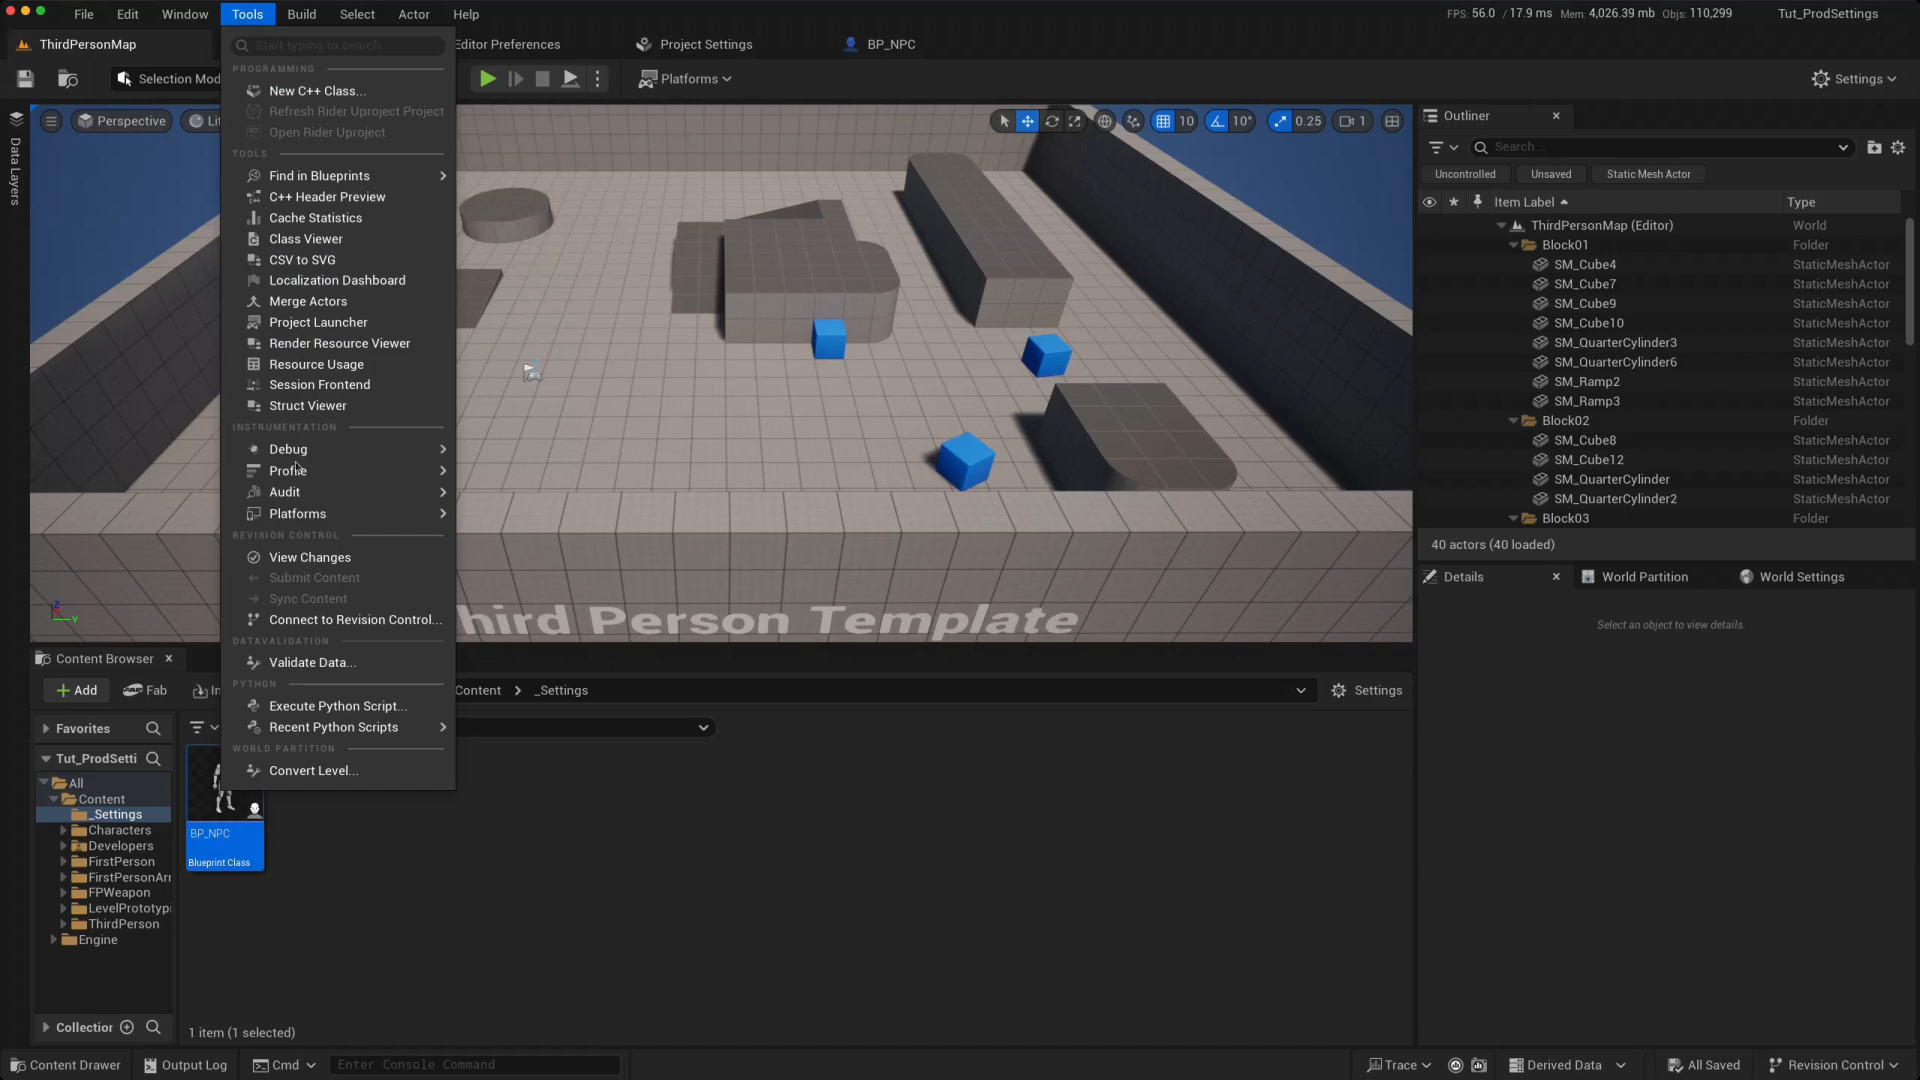 File Edit Window Tools Build Select Actor Help
FPS: 56.0 / 17.9 ms Mem: 4,026.39 mb Objs: 110,299 Tut_ProdSettings
ThirdPersonMap
Editor Preferences
Project Settings
BP_NPC
Selection Mod
Platforms
Settings
Start typing to search
PROGRAMMING
New C++ Class...
Refresh Rider Uproject Project
Open Rider Uproject
TOOLS
Find in Blueprints
C++ Header Preview
Cache Statistics
Class Viewer
CSV to SVG
Localization Dashboard
Merge Actors
Project Launcher
Render Resource Viewer
Resource Usage
Session Frontend
Struct Viewer
INSTRUMENTATION
Debug
Profile
Audit
Platforms
REVISION CONTROL
View Changes
Submit Content
Sync Content
Connect to Revision Control...
DATAVALIDATION
Validate Data...
PYTHON
Execute Python Script...
Recent Python Scripts
WORLD PARTITION
Convert Level...
Data Layers
Perspective
Lit
10 10° 0.25 1
hird Person Template
Z
Y
Outliner
Search...
Uncontrolled Unsaved Static Mesh Actor
Item Label Type
ThirdPersonMap (Editor) World
Block01 Folder
SM_Cube4 StaticMeshActor
SM_Cube7 StaticMeshActor
SM_Cube9 StaticMeshActor
SM_Cube10 StaticMeshActor
SM_QuarterCylinder3 StaticMeshActor
SM_QuarterCylinder6 StaticMeshActor
SM_Ramp2 StaticMeshActor
SM_Ramp3 StaticMeshActor
Block02 Folder
SM_Cube8 StaticMeshActor
SM_Cube12 StaticMeshActor
SM_QuarterCylinder StaticMeshActor
SM_QuarterCylinder2 StaticMeshActor
Block03 Folder
40 actors (40 loaded)
Details
World Partition
World Settings
Select an object to view details.
Content Browser
Add
Fab
Content
_Settings
Settings
Favorites
Tut_ProdSetti
All
Content
_Settings
Characters
Developers
FirstPerson
FirstPersonArr
FPWeapon
LevelPrototypi
ThirdPerson
Engine
BP_NPC
Blueprint Class
Collection
1 item (1 selected)
Content Drawer
Output Log
Cmd
Enter Console Command
Trace
Derived Data
All Saved
Revision Control